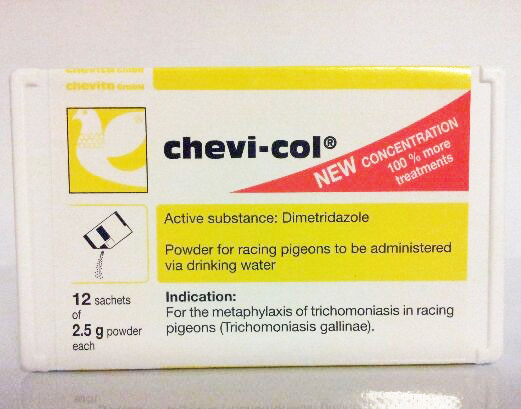 chevita GmbH
chevita GmbH
chevi-col®
NEW CONCENTRATION
100 % more
treatments
Active substance: Dimetridazole
Powder for racing pigeons to be administered
via drinking water
12 sachets
of
2.5 g powder
each
Indication:
For the metaphylaxis of trichomoniasis in racing
pigeons (Trichomoniasis gallinae).